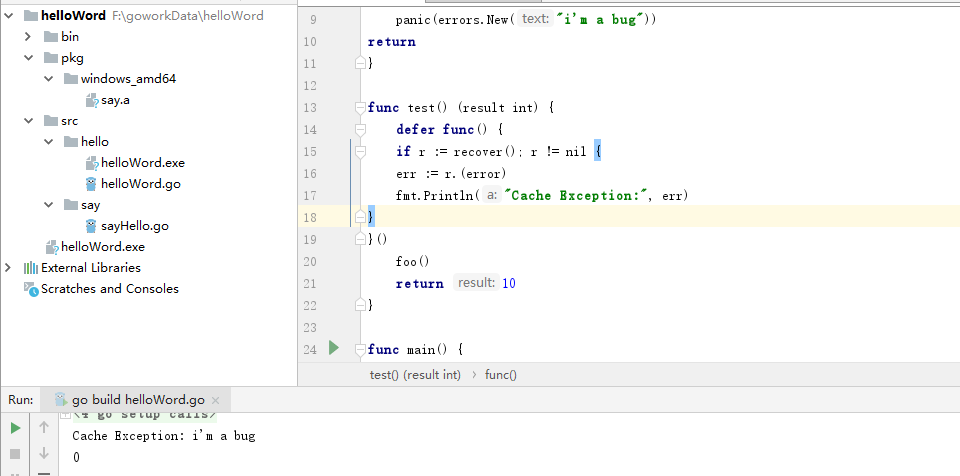 helloWord F:\goworkData\helloWord
bin
pkg
windows_amd64
say.a
src
hello
helloWord.exe
helloWord.go
say
sayHello.go
helloWord.exe
External Libraries
Scratches and Consoles
9 panic(errors.New( text: "i'm a bug"))
10 return
11 }
12
13 func test() (result int) {
14 defer func() {
15 if r := recover(); r != nil {
16 err := r.(error)
17 fmt.Println( a: "Cache Exception:", err)
18 }
19 }()
20 foo()
21 return result: 10
22 }
23
24 func main() {
test() (result int) › func()
Run: go build helloWord.go ×
<4 go setup calls>
Cache Exception: i'm a bug
0